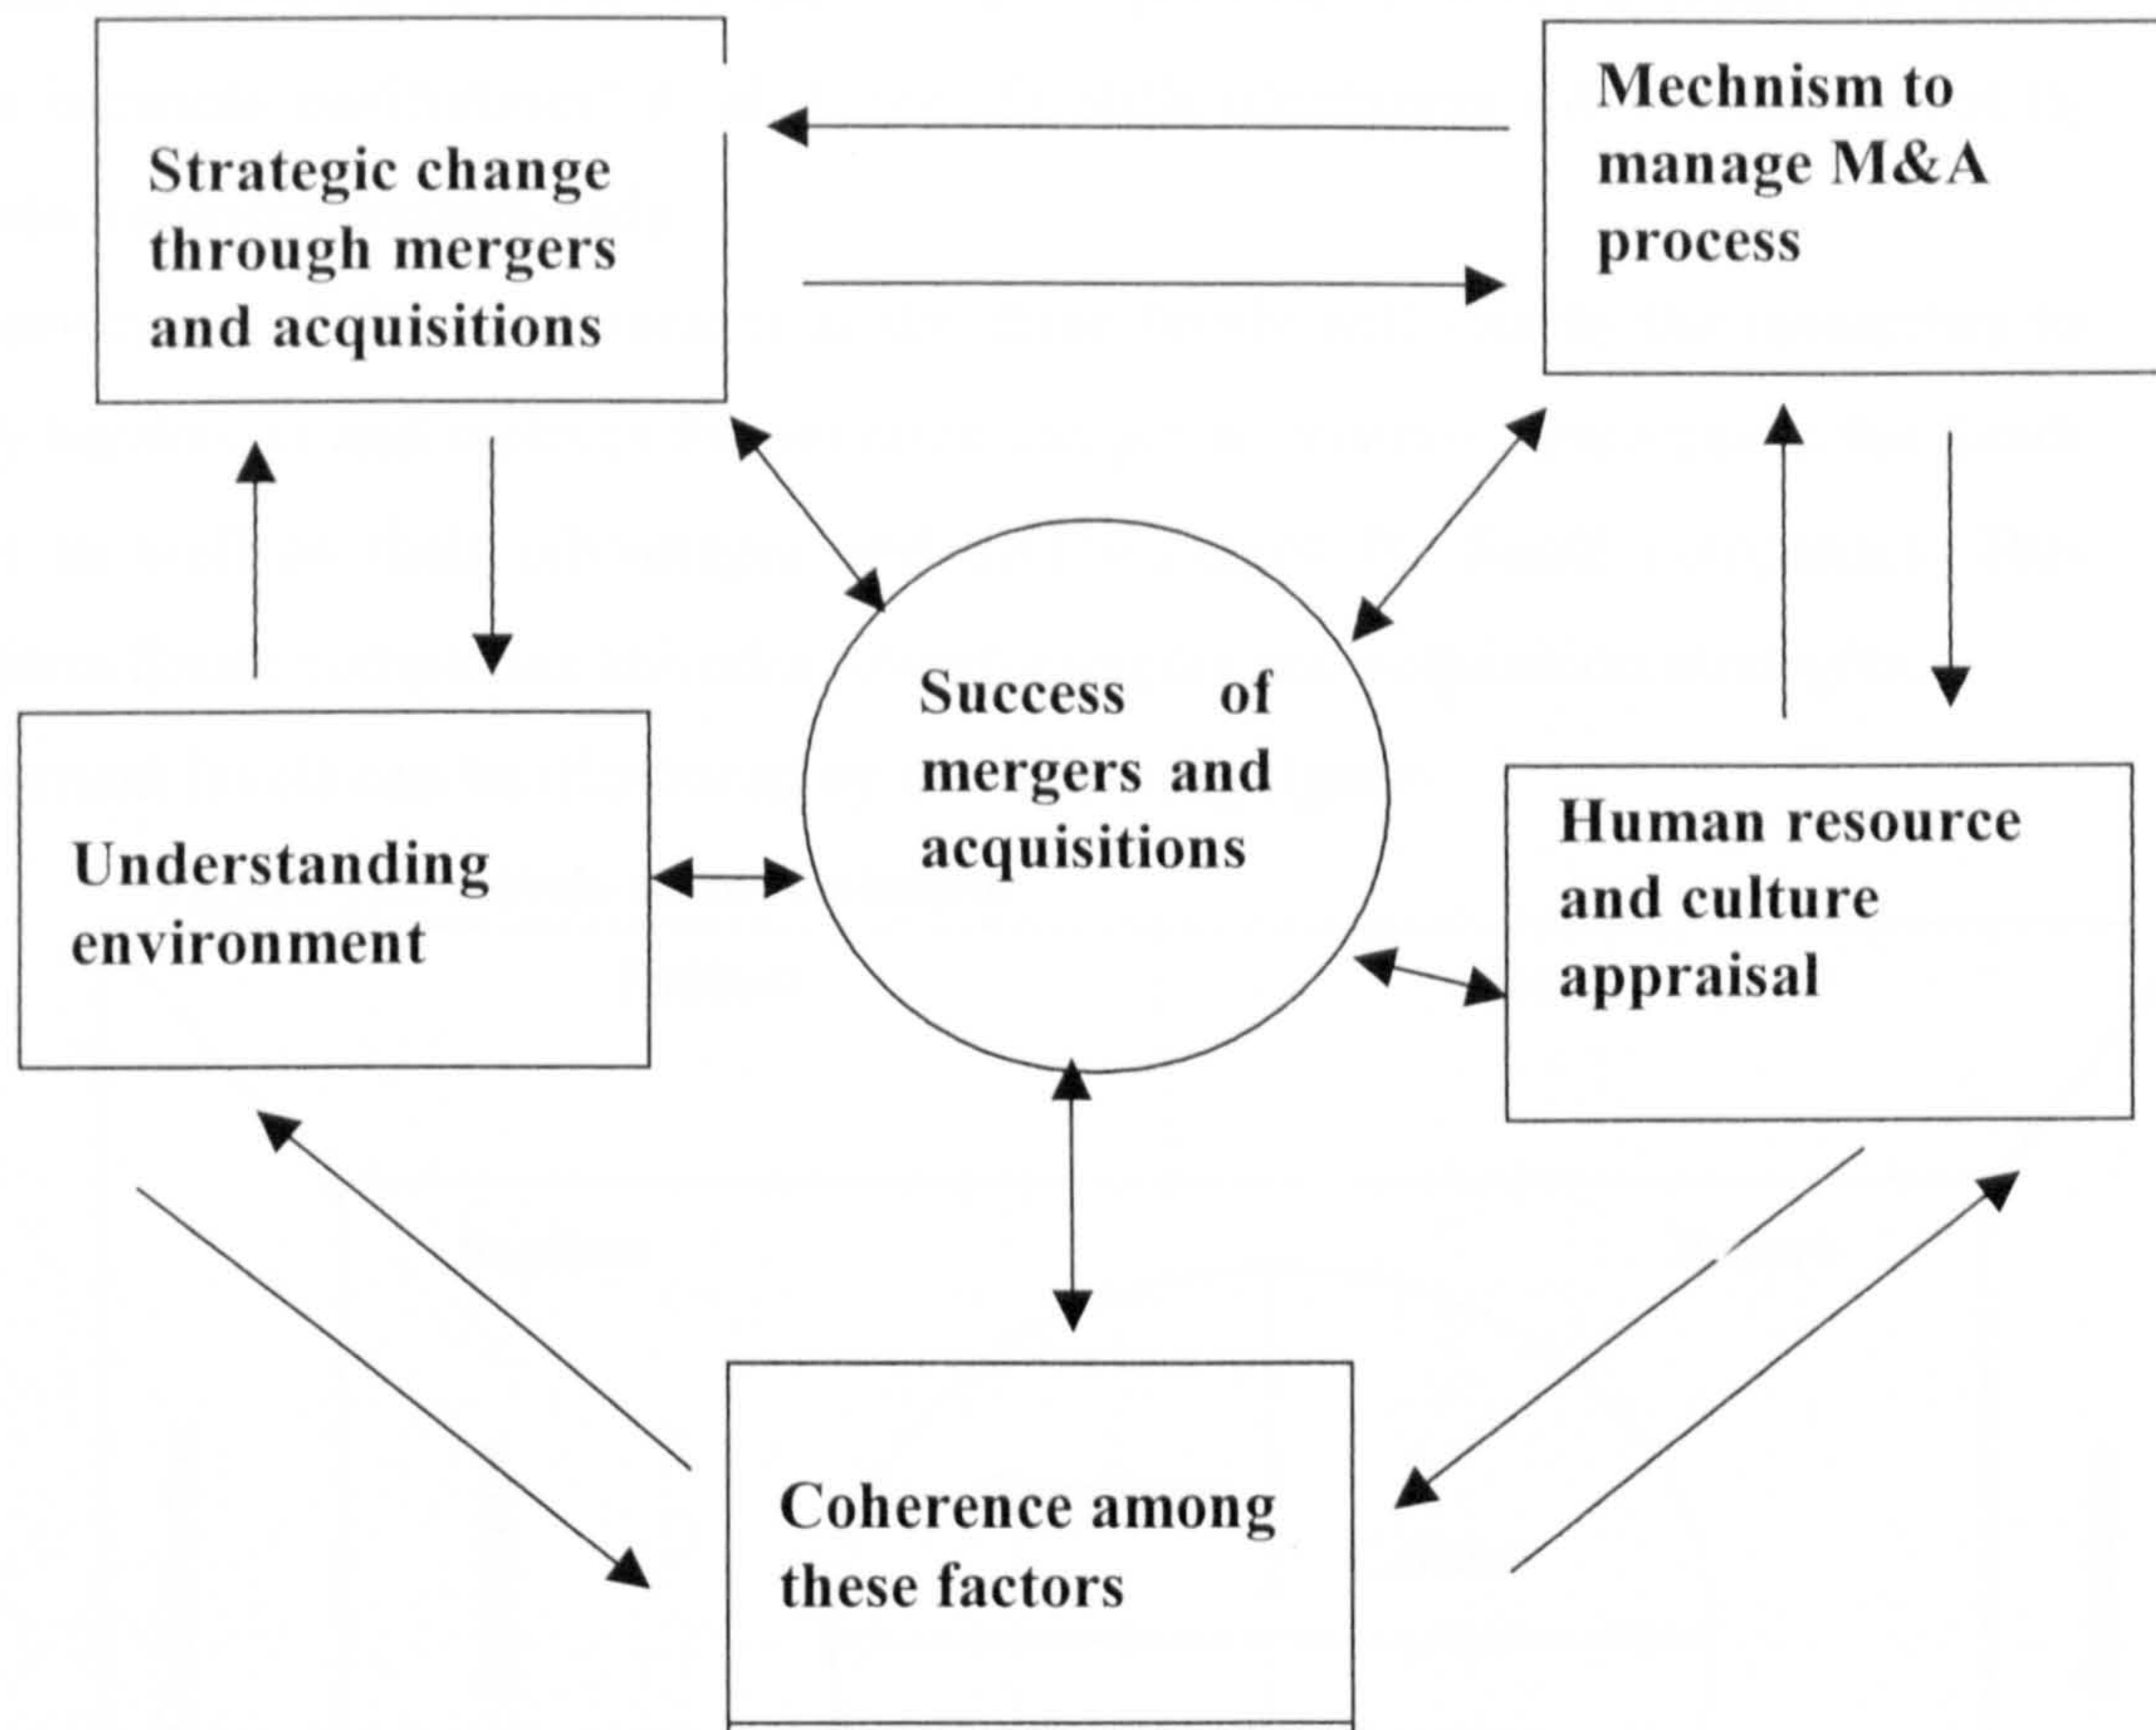 Strategic change
through mergers
and acquisitions
Mechnism to
manage M&A
process
Success of
mergers and
acquisitions
Understanding
environment
Human resource
and culture
appraisal
Coherence among
these factors